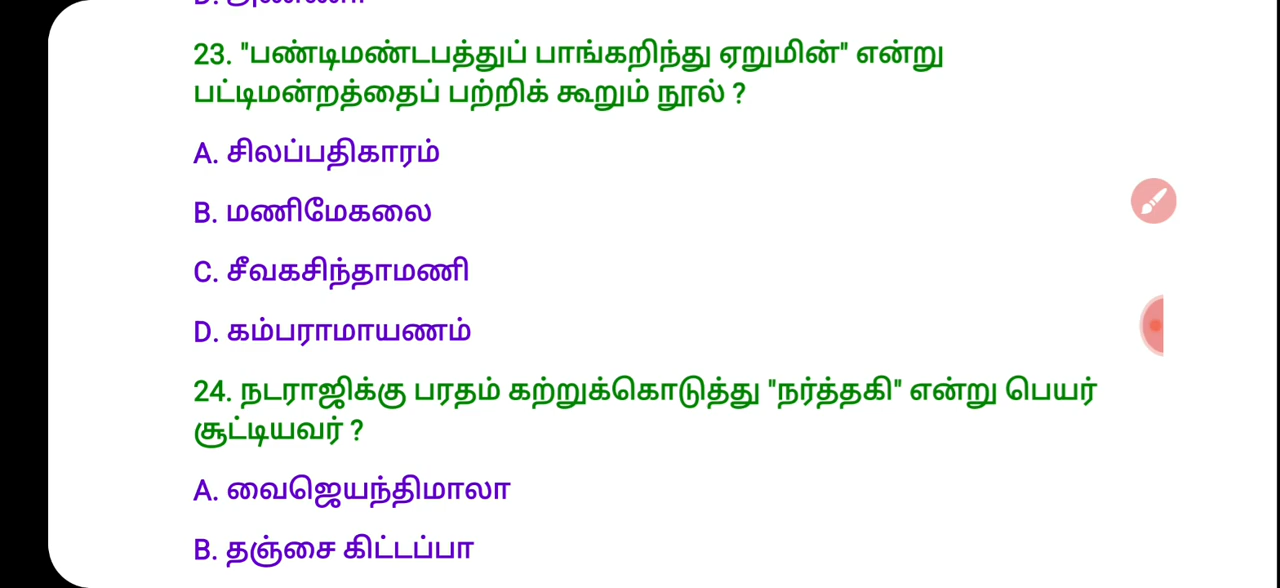 23. "பண்டிமண்டபத்துப் பாங்கறிந்து ஏறுமின்" என்று
பட்டிமன்றத்தைப் பற்றிக் கூறும் நூல் ?
A. சிலப்பதிகாரம்
B. மணிமேகலை
C. சீவகசிந்தாமணி
D. கம்பராமாயணம்
24. நடராஜிக்கு பரதம் கற்றுக்கொடுத்து "நர்த்தகி" என்று பெயர்
சூட்டியவர் ?
A. வைஜெயந்திமாலா
B. தஞ்சை கிட்டப்பா